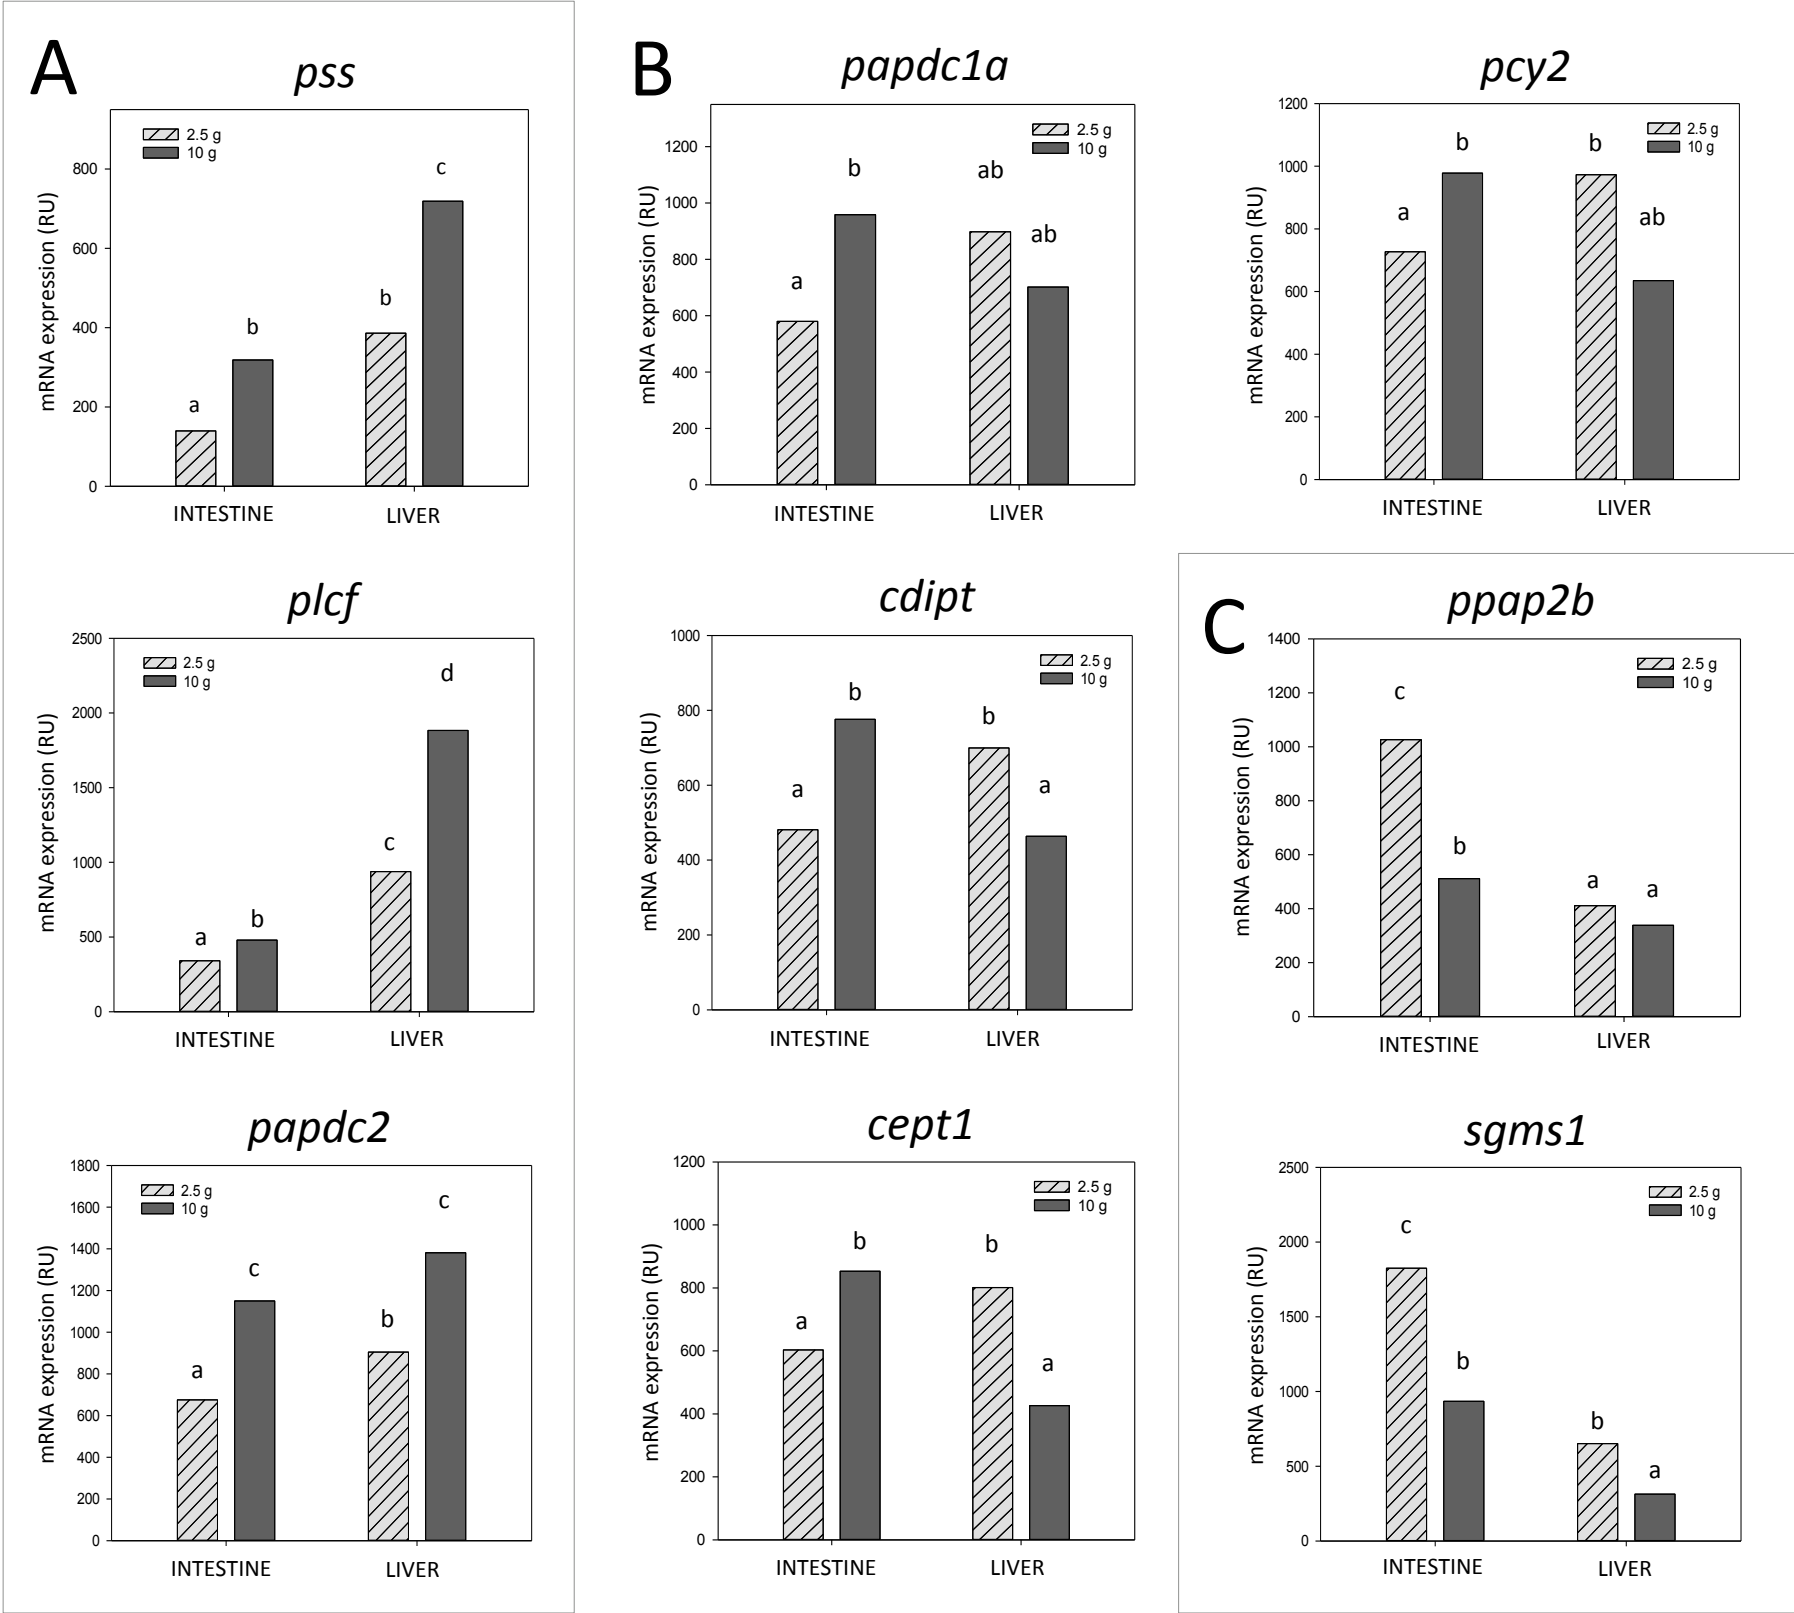 A
pss
2.5 g
10 g
c
b
b
a
800
600
400
200
0
mRNA expression (RU)
INTESTINE LIVER
plcf
2.5 g
10 g
d
c
b
a
2500
2000
1500
1000
500
0
mRNA expression (RU)
INTESTINE LIVER
papdc2
2.5 g
10 g
c
c
b
a
1800
1600
1400
1200
1000
800
600
400
200
0
mRNA expression (RU)
INTESTINE LIVER
B
papdc1a
2.5 g
10 g
b
ab
ab
a
1200
1000
800
600
400
200
0
mRNA expression (RU)
INTESTINE LIVER
pcy2
2.5 g
10 g
b
b
a
ab
1200
1000
800
600
400
200
0
mRNA expression (RU)
INTESTINE LIVER
cdipt
2.5 g
10 g
b
b
a
a
1000
800
600
400
200
0
mRNA expression (RU)
INTESTINE LIVER
cept1
2.5 g
10 g
b
b
a
a
1200
1000
800
600
400
200
0
mRNA expression (RU)
INTESTINE LIVER
C
ppap2b
2.5 g
10 g
c
b
a
a
1400
1200
1000
800
600
400
200
0
mRNA expression (RU)
INTESTINE LIVER
sgms1
2.5 g
10 g
c
b
b
a
2500
2000
1500
1000
500
0
mRNA expression (RU)
INTESTINE LIVER